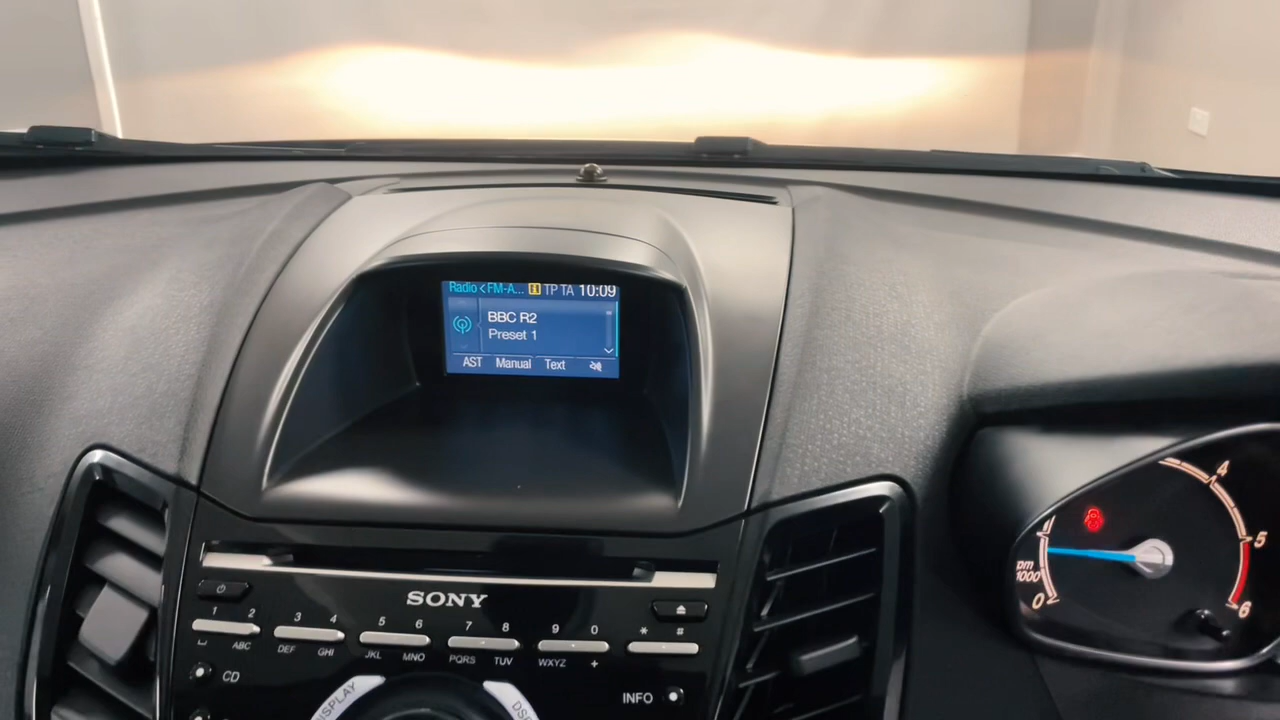 Radio<FM-A... i TP TA 10:09
BBC R2
Preset 1
AST Manual Text
SONY
1 2 3 4 5 6 7 8 9 0 * #
ABC DEF GHI JKL MNO PQRS TUV WXYZ +
CD
INFO
DISPLAY
4
5
6
0
1000